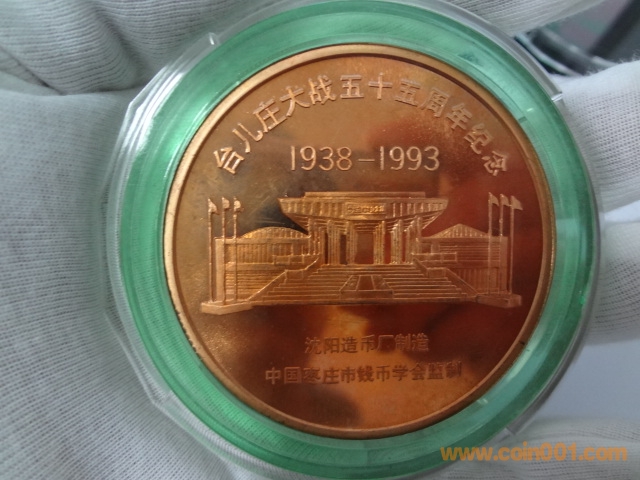 台儿庄大战五十五周年纪念
1938-1993
沈阳造币厂制造
中国枣庄市钱币学会监制
www.coin001.com